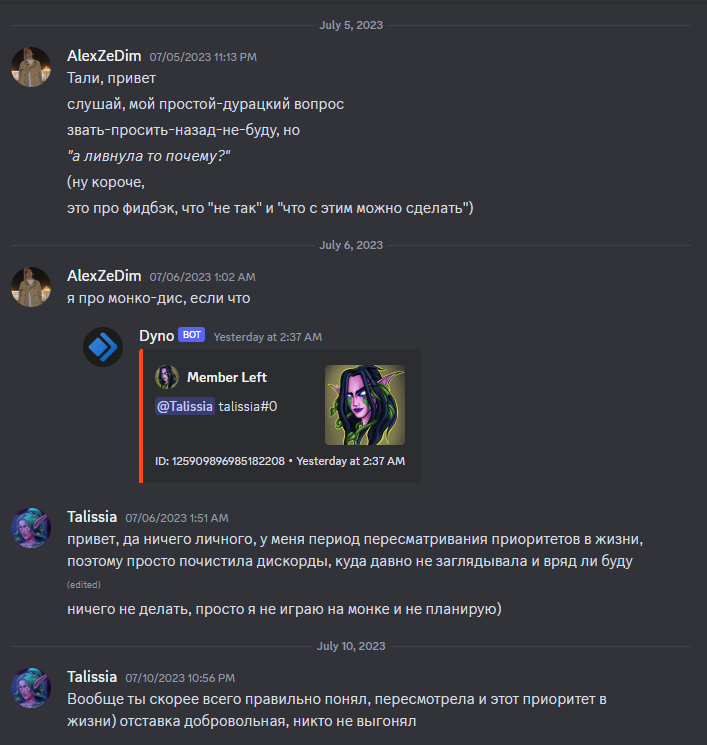 July 5, 2023
AlexZeDim 07/05/2023 11:13 PM
Тали, привет
слушай, мой простой-дурацкий вопрос
звать-просить-назад-не-буду, но
"а ливнула то почему?"
(ну короче,
это про фидбэк, что "не так" и "что с этим можно сделать")
July 6, 2023
AlexZeDim 07/06/2023 1:02 AM
я про монко-дис, если что
Dyno BOT Yesterday at 2:37 AM
Member Left
@Talissia talissia#0
ID: 125909896985182208 • Yesterday at 2:37 AM
Talissia 07/06/2023 1:51 AM
привет, да ничего личного, у меня период пересматривания приоритетов в жизни,
поэтому просто почистила дискорды, куда давно не заглядывала и вряд ли буду
(edited)
ничего не делать, просто я не играю на монке и не планирую)
July 10, 2023
Talissia 07/10/2023 10:56 PM
Вообще ты скорее всего правильно понял, пересмотрела и этот приоритет в
жизни) отставка добровольная, никто не выгонял